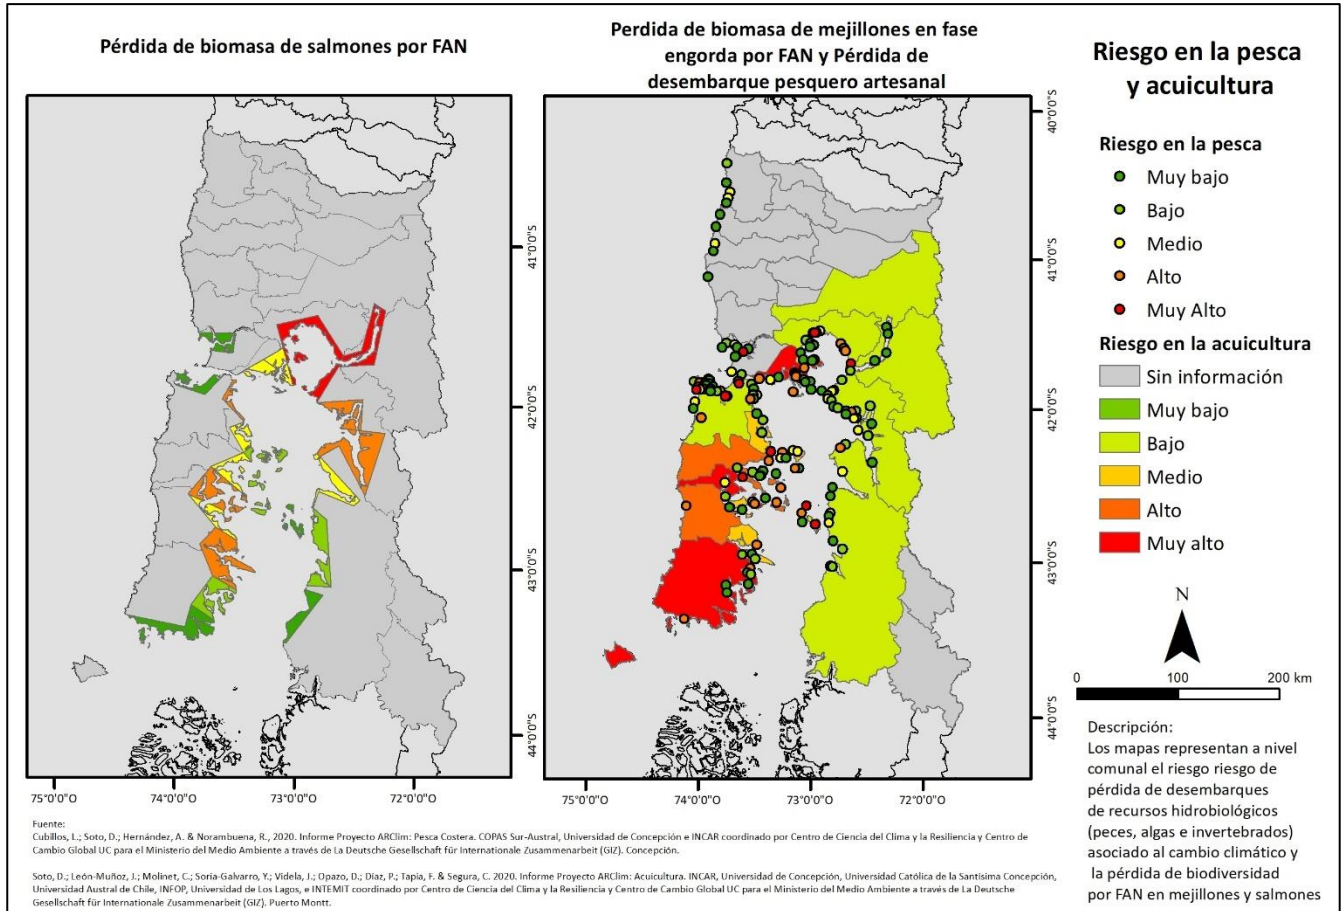 Pérdida de biomasa de salmones por FAN
Perdida de biomasa de mejillones en fase
engorda por FAN y Pérdida de
desembarque pesquero artesanal
Riesgo en la pesca
y acuicultura
Riesgo en la pesca
Muy bajo
Bajo
Medio
Alto
Muy Alto
Riesgo en la acuicultura
Sin información
Muy bajo
Bajo
Medio
Alto
Muy alto
N
0 100 200 km
Descripción:
Los mapas representan a nivel
comunal el riesgo riesgo de
pérdida de desembarques
de recursos hidrobiológicos
(peces, algas e invertebrados)
asociado al cambio climático y
la pérdida de biodiversidad
por FAN en mejillones y salmones
41°0'0"S
42°0'0"S
43°0'0"S
44°0'0"S
75°0'0"O 74°0'0"O 73°0'0"O 72°0'0"O
40°0'0"S
41°0'0"S
42°0'0"S
43°0'0"S
44°0'0"S
75°0'0"O 74°0'0"O 73°0'0"O 72°0'0"O
Fuente:
Cubillos, L.; Soto, D.; Hernández, A. & Norambuena, R., 2020. Informe Proyecto ARClim: Pesca Costera. COPAS Sur-Austral, Universidad de Concepción e INCAR coordinado por Centro de Ciencia del Clima y la Resiliencia y Centro de
Cambio Global UC para el Ministerio del Medio Ambiente a través de La Deutsche Gesellschaft für Internationale Zusammenarbeit (GIZ). Concepción.
Soto, D.; León-Muñoz, J.; Molinet, C.; Soria-Galvarro, Y.; Videla, J.; Opazo, D.; Díaz, P.; Tapia, F. & Segura, C. 2020. Informe Proyecto ARClim: Acuicultura. INCAR, Universidad de Concepción, Universidad Católica de la Santísima Concepción,
Universidad Austral de Chile, INFOP, Universidad de Los Lagos, e INTEMIT coordinado por Centro de Ciencia del Clima y la Resiliencia y Centro de Cambio Global UC para el Ministerio del Medio Ambiente a través de La Deutsche
Gesellschaft für Internationale Zusammenarbeit (GIZ). Puerto Montt.